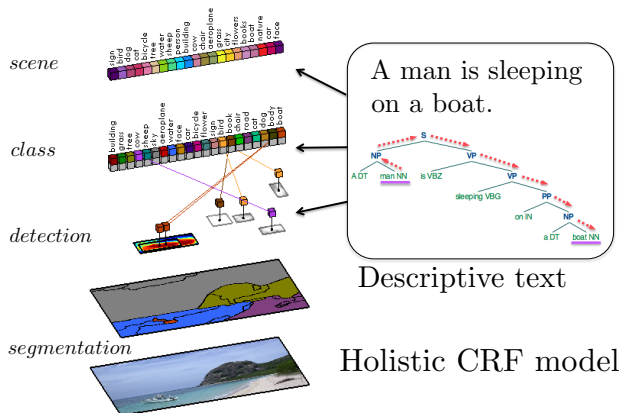 sign
bird
dog
cat
bicycle
tree
water
sheep
person
building
cow
chair
aeroplane
grass
city
flowers
books
boat
nature
car
face
scene
building
grass
tree
cow
sheep
sky
aeroplane
water
face
car
bicycle
flower
sign
bird
book
chair
road
cat
dog
body
boat
class
detection
segmentation
A man is sleeping
on a boat.
S
NP VP
A DT man NN is VBZ VP
sleeping VBG PP
on IN NP
a DT boat NN
Descriptive text
Holistic CRF model